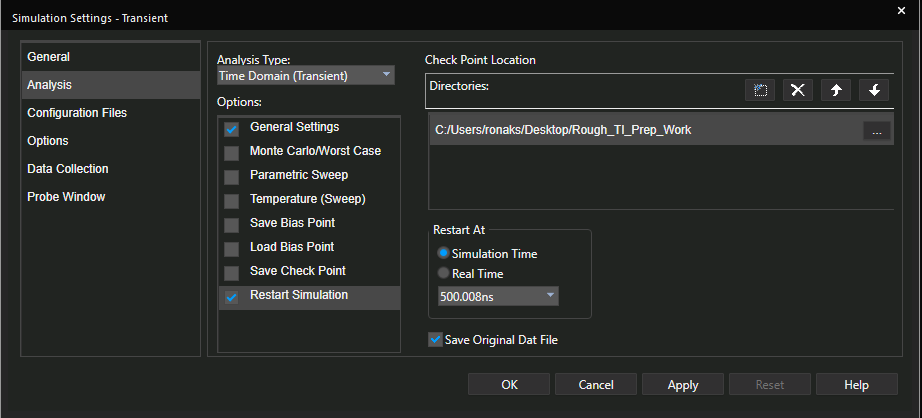 Simulation Settings - Transient
General
Analysis
Configuration Files
Options
Data Collection
Probe Window
Analysis Type:
Time Domain (Transient)
Options:
General Settings
Monte Carlo/Worst Case
Parametric Sweep
Temperature (Sweep)
Save Bias Point
Load Bias Point
Save Check Point
Restart Simulation
Check Point Location
Directories:
C:/Users/ronaks/Desktop/Rough_TI_Prep_Work
...
Restart At
Simulation Time
Real Time
500.008ns
Save Original Dat File
OK
Cancel
Apply
Reset
Help